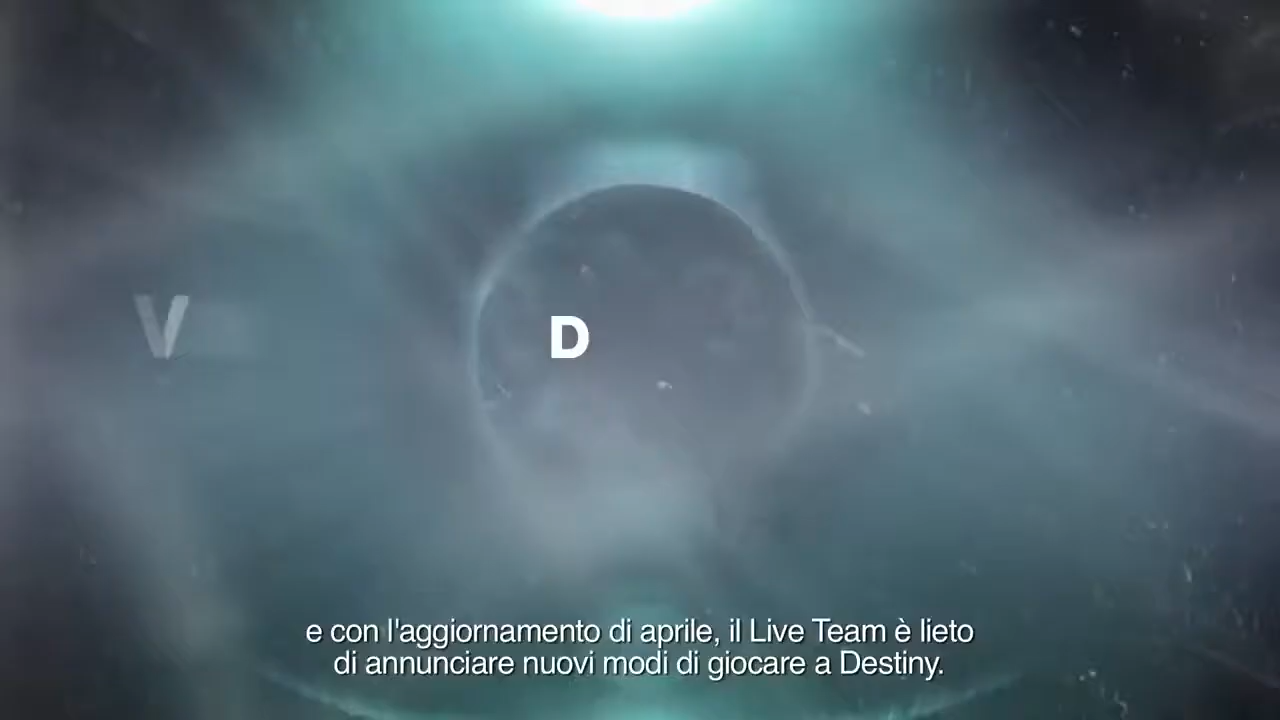 V D
e con l'aggiornamento di aprile, il Live Team è lieto
di annunciare nuovi modi di giocare a Destiny.